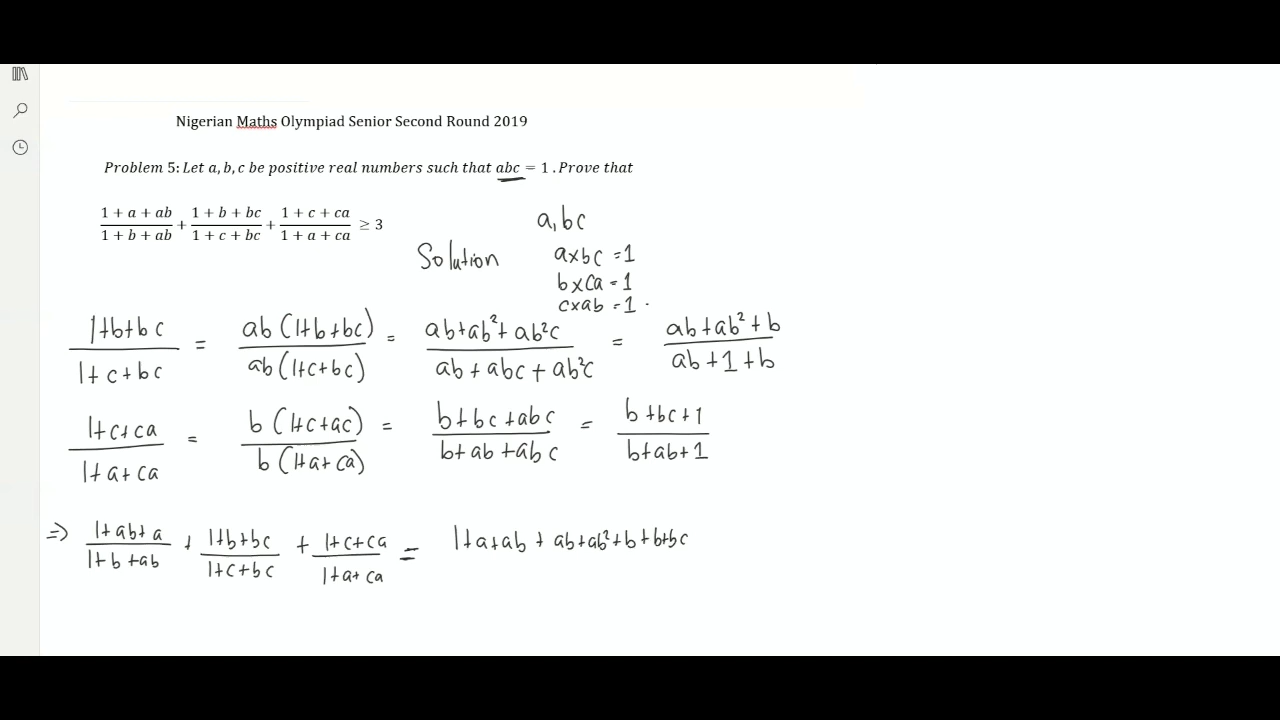 Nigerian Maths Olympiad Senior Second Round 2019
Problem 5: Let a, b, c be positive real numbers such that abc = 1 . Prove that
(1 + a + ab)/(1 + b + ab) + (1 + b + bc)/(1 + c + bc) + (1 + c + ca)/(1 + a + ca) ≥ 3
a, bc
Solution
a×bc = 1
b×ca = 1
c×ab = 1 .
(1+b+bc)/(1+c+bc) = ab(1+b+bc)/ab(1+c+bc) = (ab+ab²+ab²c)/(ab+abc+ab²c) = (ab+ab²+b)/(ab+1+b)
(1+c+ca)/(1+a+ca) = b(1+c+ac)/b(1+a+ca) = (b+bc+abc)/(b+ab+abc) = (b+bc+1)/(b+ab+1)
⇒ (1+ab+a)/(1+b+ab) + (1+b+bc)/(1+c+bc) + (1+c+ca)/(1+a+ca) = 1+a+ab + ab+ab²+b+b+bc